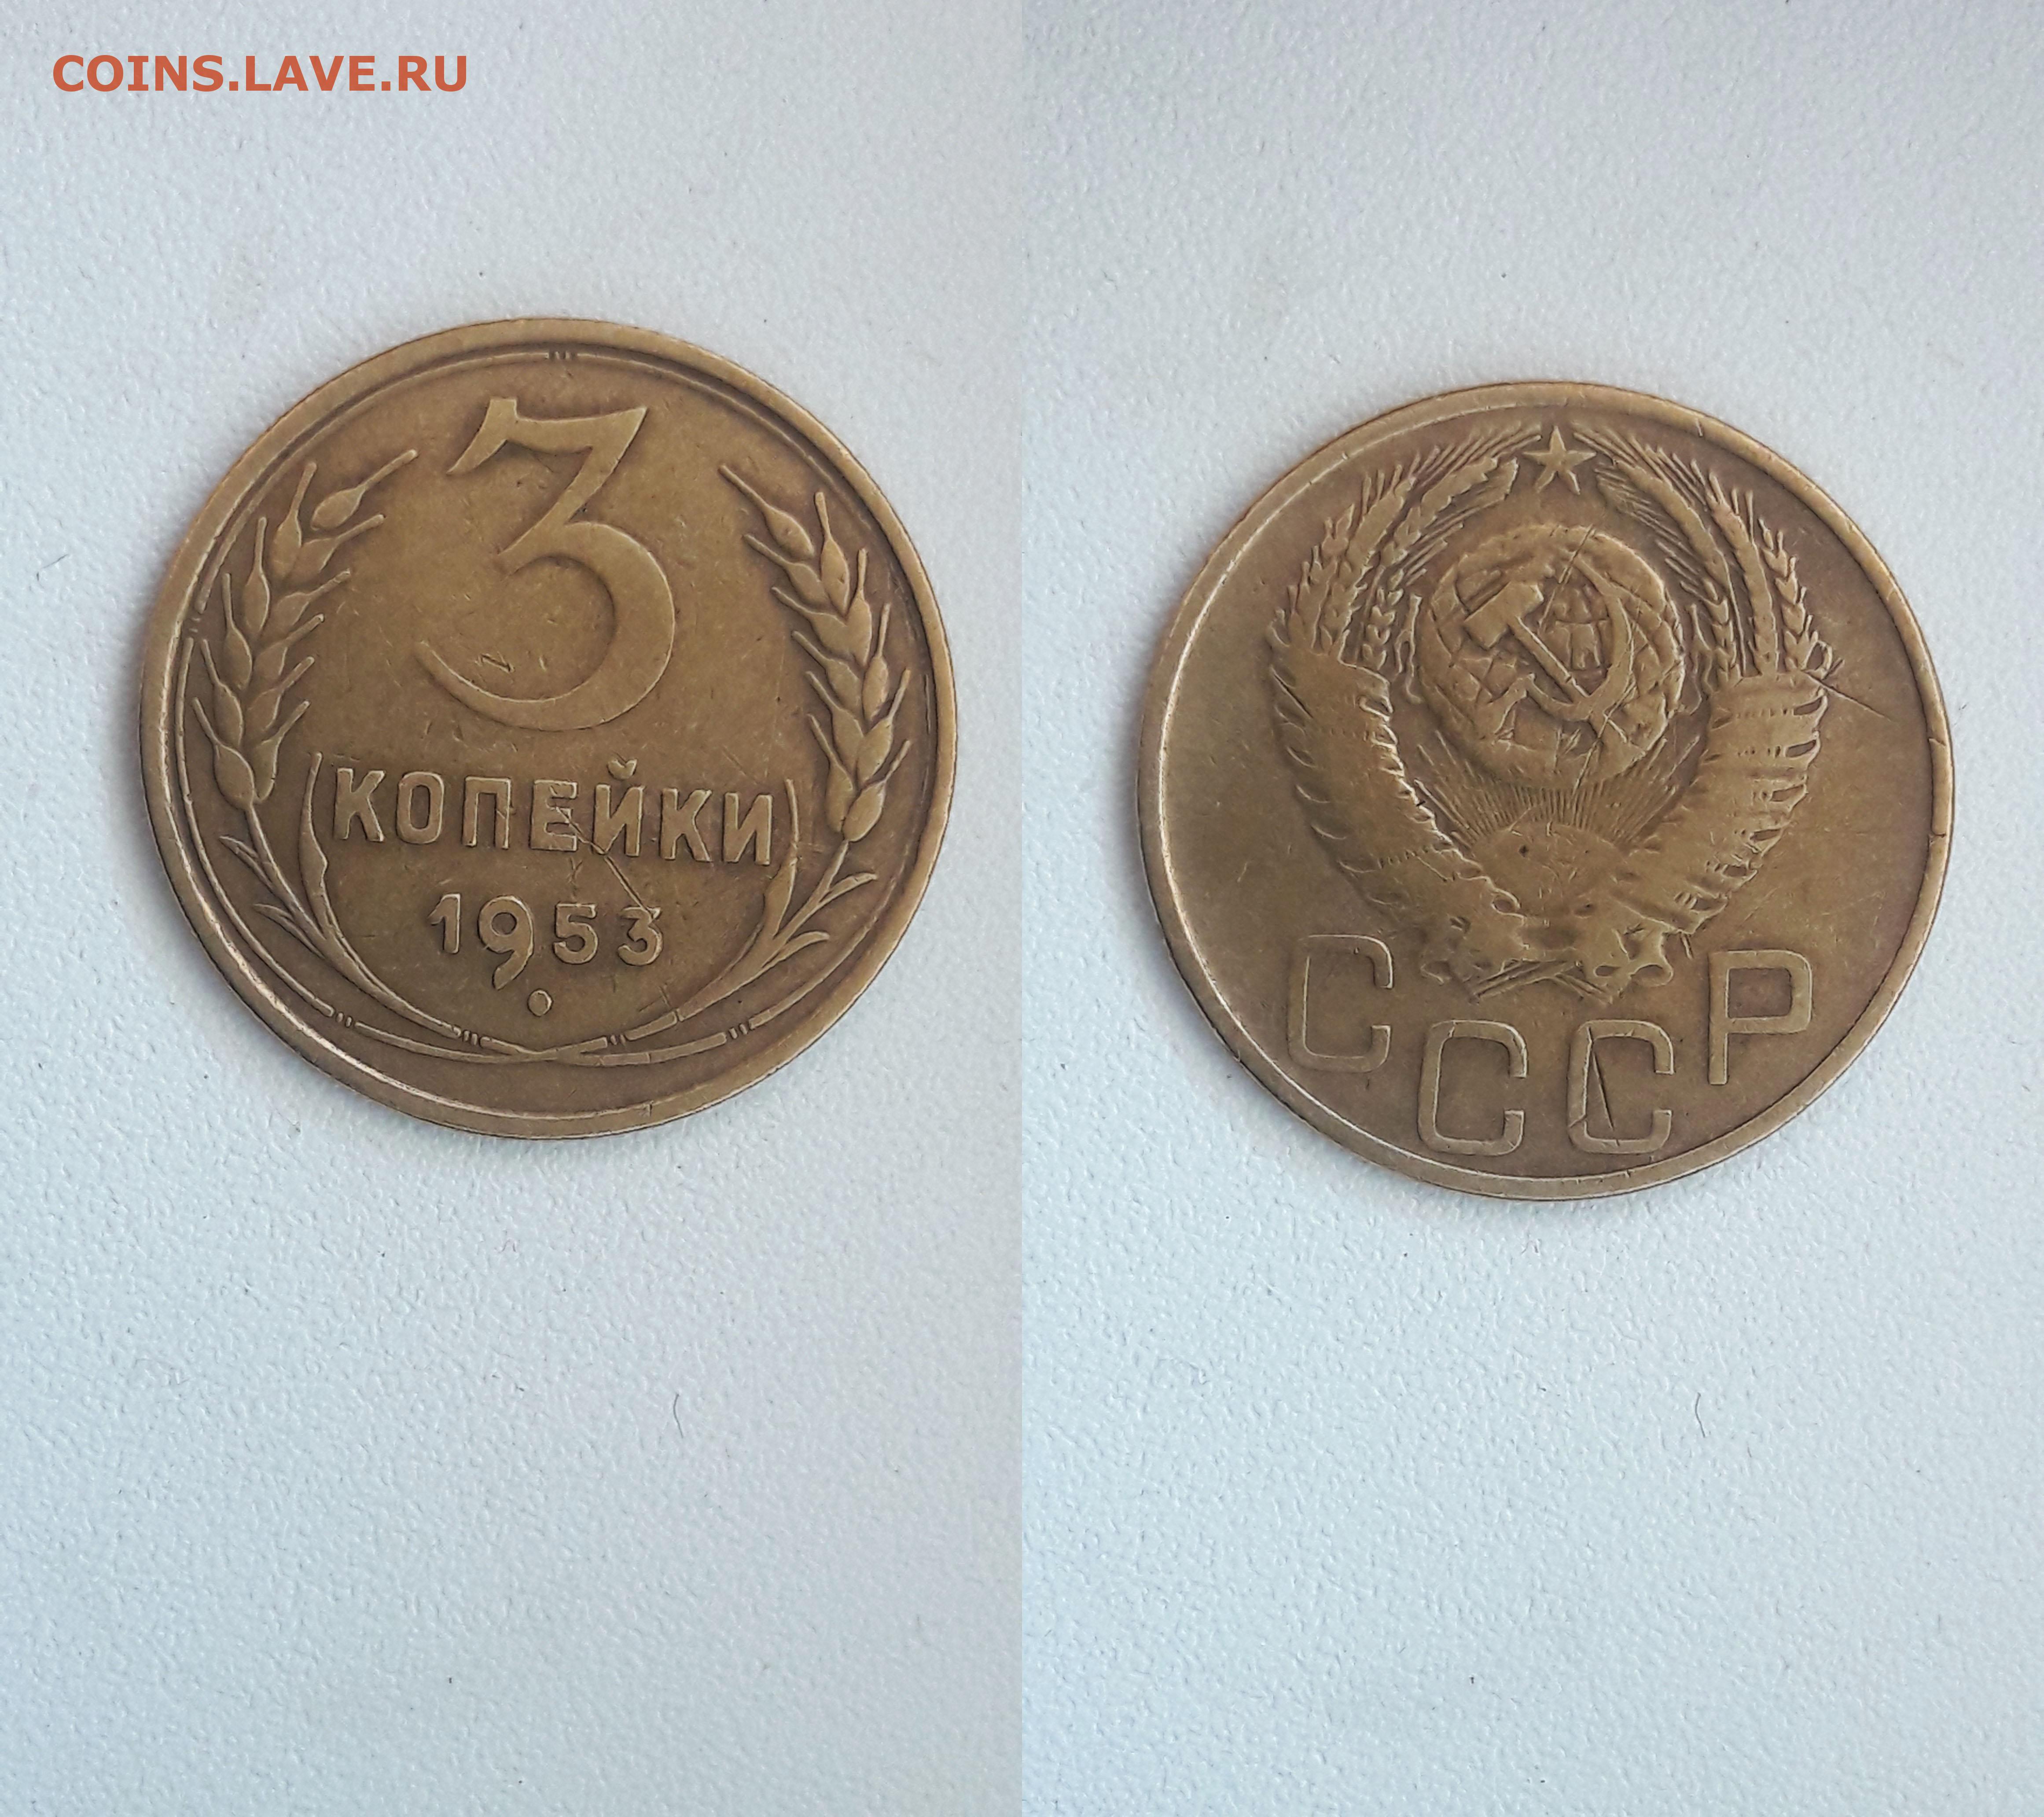 COINS.LAVE.RU
3
КОПЕЙКИ
1953
СССР